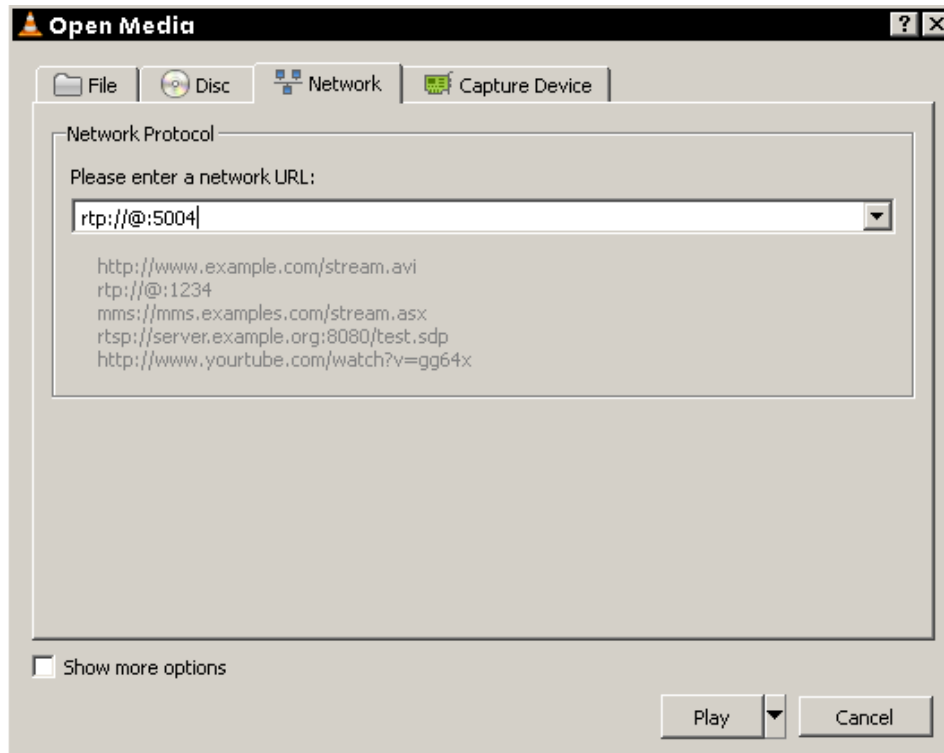 Open Media
File Disc Network Capture Device
Network Protocol
Please enter a network URL:
rtp://@:5004
http://www.example.com/stream.avi
rtp://@:1234
mms://mms.examples.com/stream.asx
rtsp://server.example.org:8080/test.sdp
http://www.yourtube.com/watch?v=gg64x
Show more options
Play Cancel